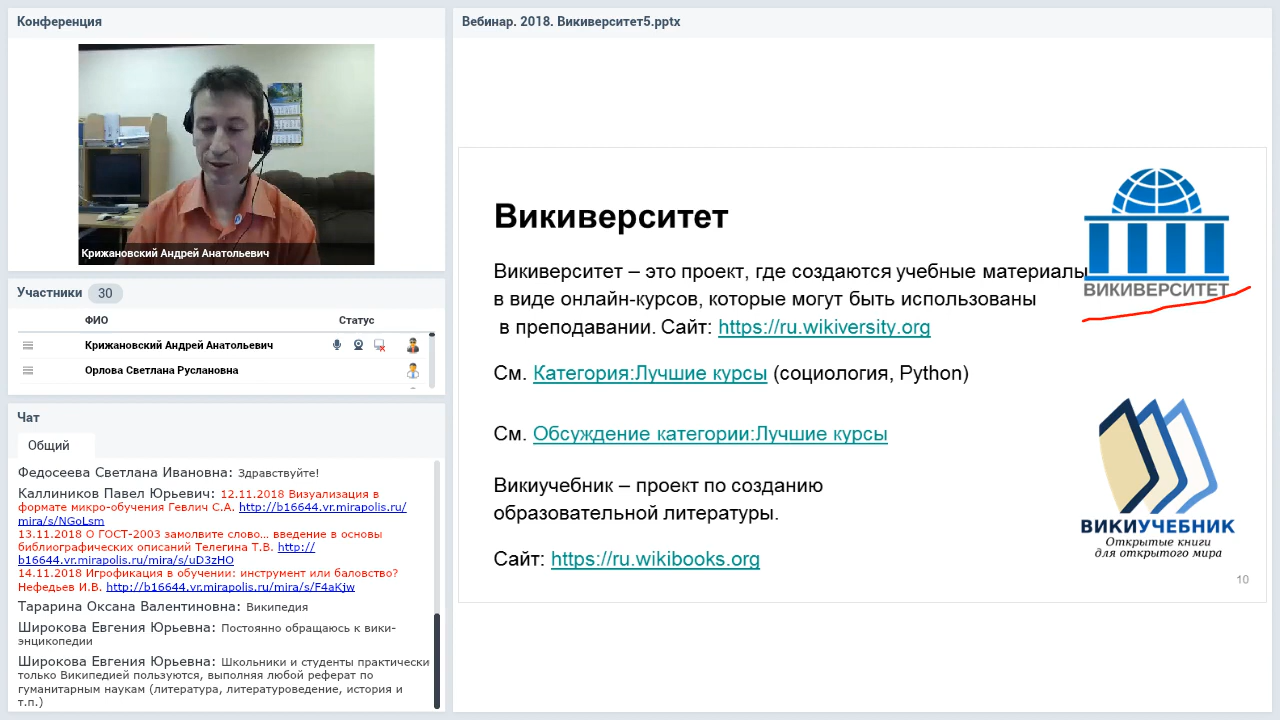 Конференция
Крижановский Андрей Анатольевич
Участники 30
ФИО Статус
Крижановский Андрей Анатольевич
Орлова Светлана Руслановна
Чат
Общий
Федосеева Светлана Ивановна: Здравствуйте!
Каллиников Павел Юрьевич: 12.11.2018 Визуализация в
формате микро-обучения Гевлич С.А. http://b16644.vr.mirapolis.ru/
mira/s/NGoLsm
13.11.2018 О ГОСТ-2003 замолвите слово... введение в основы
библиографических описаний Телегина Т.В. http://
b16644.vr.mirapolis.ru/mira/s/uD3zHO
14.11.2018 Игрофикация в обучении: инструмент или баловство?
Нефедьев И.В. http://b16644.vr.mirapolis.ru/mira/s/F4aKjw
Тарарина Оксана Валентиновна: Википедия
Широкова Евгения Юрьевна: Постоянно обращаюсь к вики-
энциклопедии
Широкова Евгения Юрьевна: Школьники и студенты практически
только Википедией пользуются, выполняя любой реферат по
гуманитарным наукам (литература, литературоведение, история и
т.п.)
Вебинар. 2018. Викиверситет5.pptx
Викиверситет
Викиверситет – это проект, где создаются учебные материалы
в виде онлайн-курсов, которые могут быть использованы
в преподавании. Сайт: https://ru.wikiversity.org
См. Категория:Лучшие курсы (социология, Python)
См. Обсуждение категории:Лучшие курсы
Викиучебник – проект по созданию
образовательной литературы.
Сайт: https://ru.wikibooks.org
ВИКИВЕРСИТЕТ
ВИКИУЧЕБНИК
Открытые книги
для открытого мира
10